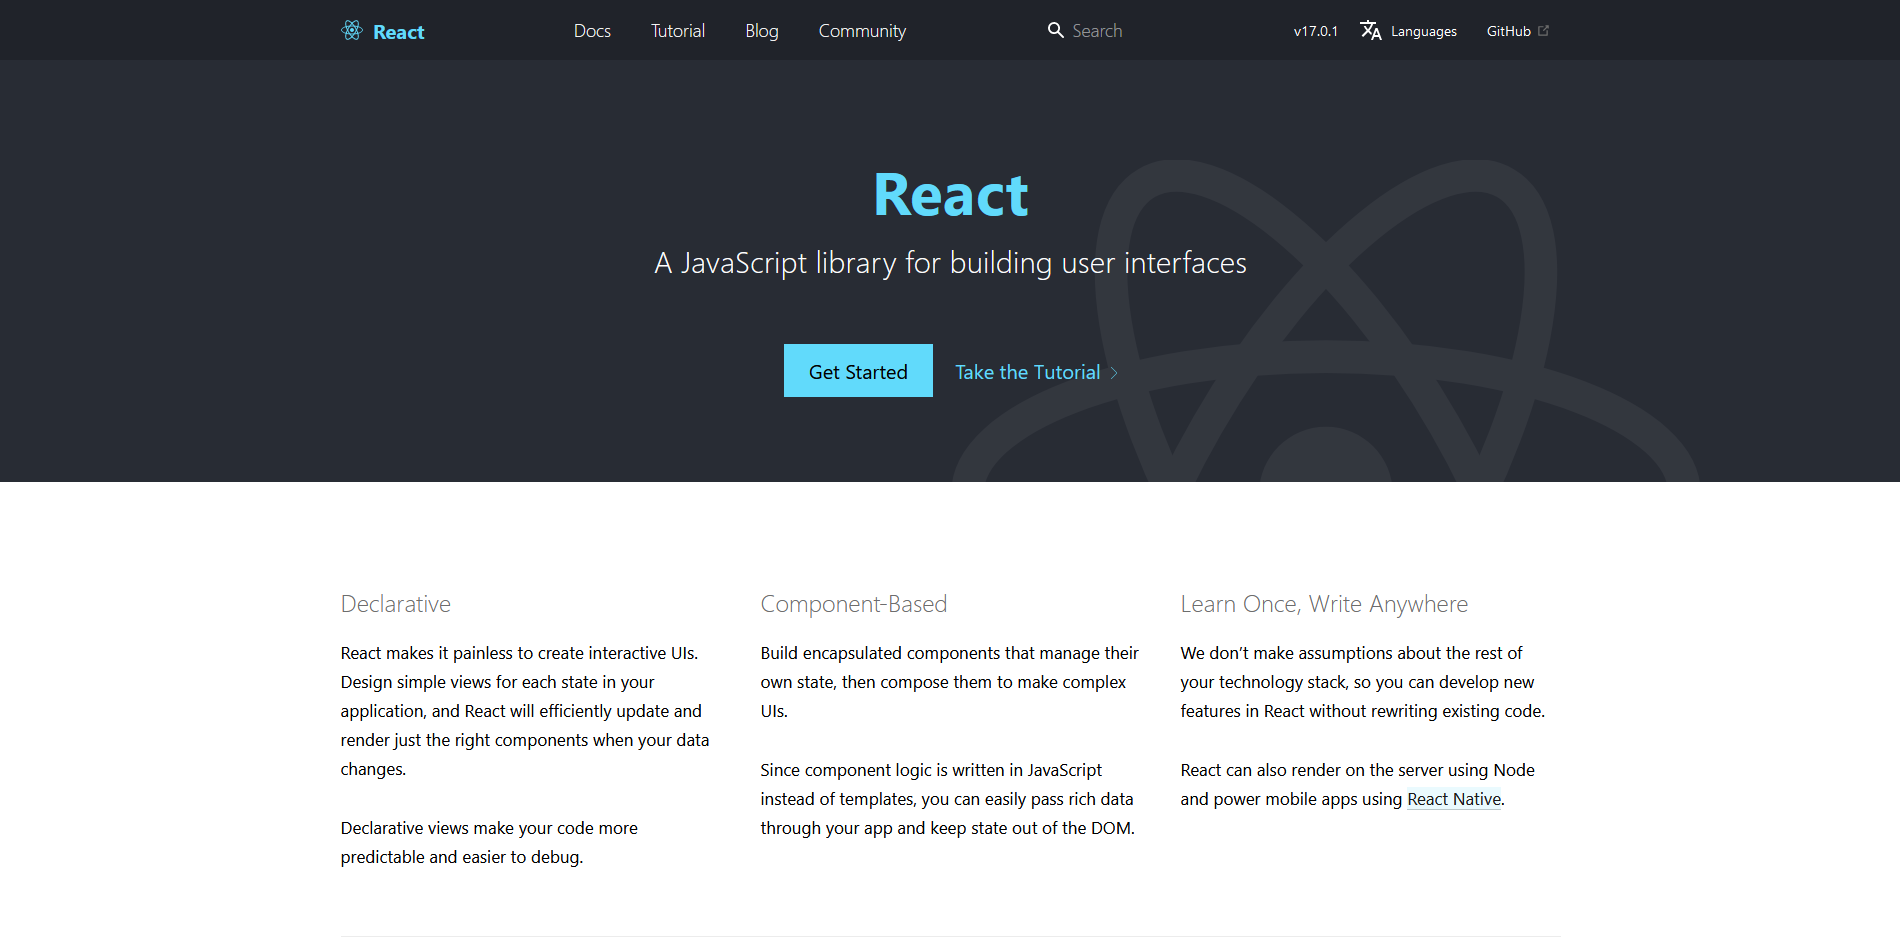 React
Docs Tutorial Blog Community
Search
v17.0.1 Languages GitHub
React
A JavaScript library for building user interfaces
Get Started
Take the Tutorial
Declarative
React makes it painless to create interactive UIs.
Design simple views for each state in your
application, and React will efficiently update and
render just the right components when your data
changes.
Declarative views make your code more
predictable and easier to debug.
Component-Based
Build encapsulated components that manage their
own state, then compose them to make complex
UIs.
Since component logic is written in JavaScript
instead of templates, you can easily pass rich data
through your app and keep state out of the DOM.
Learn Once, Write Anywhere
We don’t make assumptions about the rest of
your technology stack, so you can develop new
features in React without rewriting existing code.
React can also render on the server using Node
and power mobile apps using React Native.